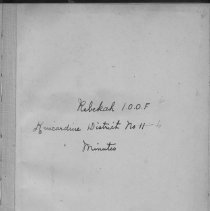 Rebekah I.O.O.F
Kincardine District No 11
Minutes